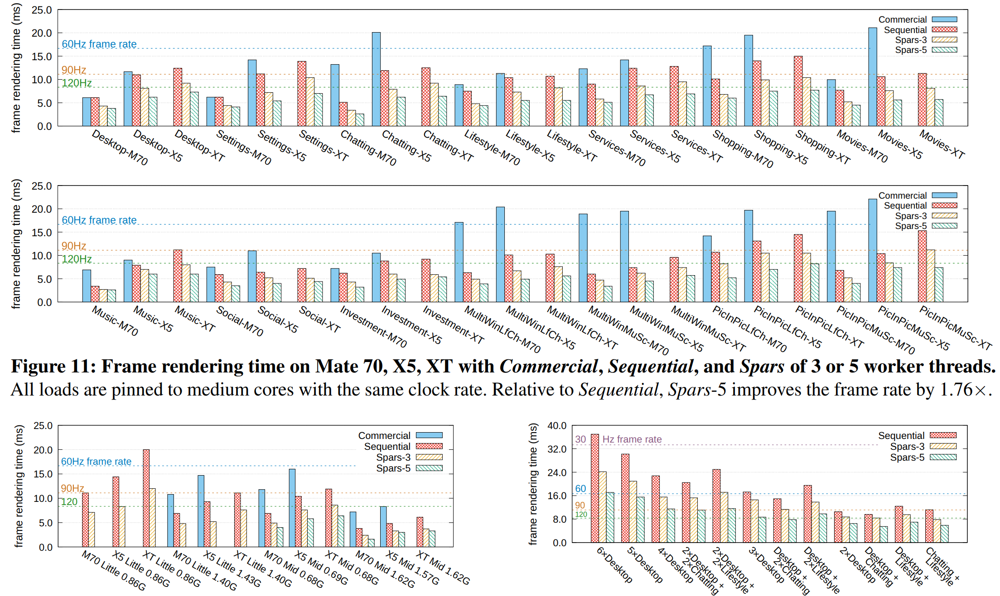 frame rendering time (ms)
25.0
20.0
15.0
10.0
5.0
0.0
60Hz frame rate
90Hz
120Hz
Commercial
Sequential
Spars-3
Spars-5
Desktop-M70
Desktop-X5
Desktop-XT
Settings-M70
Settings-X5
Settings-XT
Chatting-M70
Chatting-X5
Chatting-XT
Lifestyle-M70
Lifestyle-X5
Lifestyle-XT
Services-M70
Services-X5
Services-XT
Shopping-M70
Shopping-X5
Shopping-XT
Movies-M70
Movies-X5
Movies-XT
frame rendering time (ms)
25.0
20.0
15.0
10.0
5.0
0.0
60Hz frame rate
90Hz
120Hz
Commercial
Sequential
Spars-3
Spars-5
Music-M70
Music-X5
Music-XT
Social-M70
Social-X5
Social-XT
Investment-M70
Investment-X5
Investment-XT
MultiWinLfCh-M70
MultiWinLfCh-X5
MultiWinLfCh-XT
MultiWinMuSc-M70
MultiWinMuSc-X5
MultiWinMuSc-XT
PicInPicLfCh-M70
PicInPicLfCh-X5
PicInPicLfCh-XT
PicInPicMuSc-M70
PicInPicMuSc-X5
PicInPicMuSc-XT
Figure 11: Frame rendering time on Mate 70, X5, XT with Commercial, Sequential, and Spars of 3 or 5 worker threads.
All loads are pinned to medium cores with the same clock rate. Relative to Sequential, Spars-5 improves the frame rate by 1.76×.
frame rendering time (ms)
25.0
20.0
15.0
10.0
5.0
0.0
60Hz frame rate
90Hz
120
Commercial
Sequential
Spars-3
Spars-5
M70 Little 0.86G
X5 Little 0.86G
XT Little 0.86G
M70 Little 1.40G
X5 Little 1.43G
XT Little 1.40G
M70 Mid 0.68G
X5 Mid 0.69G
XT Mid 0.68G
M70 Mid 1.62G
X5 Mid 1.57G
XT Mid 1.62G
frame rendering time (ms)
40.0
32.0
24.0
16.0
8.0
0.0
30 Hz frame rate
60
90
120
Sequential
Spars-3
Spars-5
6×Desktop
5×Desktop
4×Desktop
2×Desktop +
2×Chatting
2×Desktop +
2×Lifestyle
3×Desktop
Desktop +
2×Chatting
Desktop +
2×Lifestyle
2×Desktop
Desktop +
Chatting
Desktop +
Lifestyle
Chatting +
Lifestyle